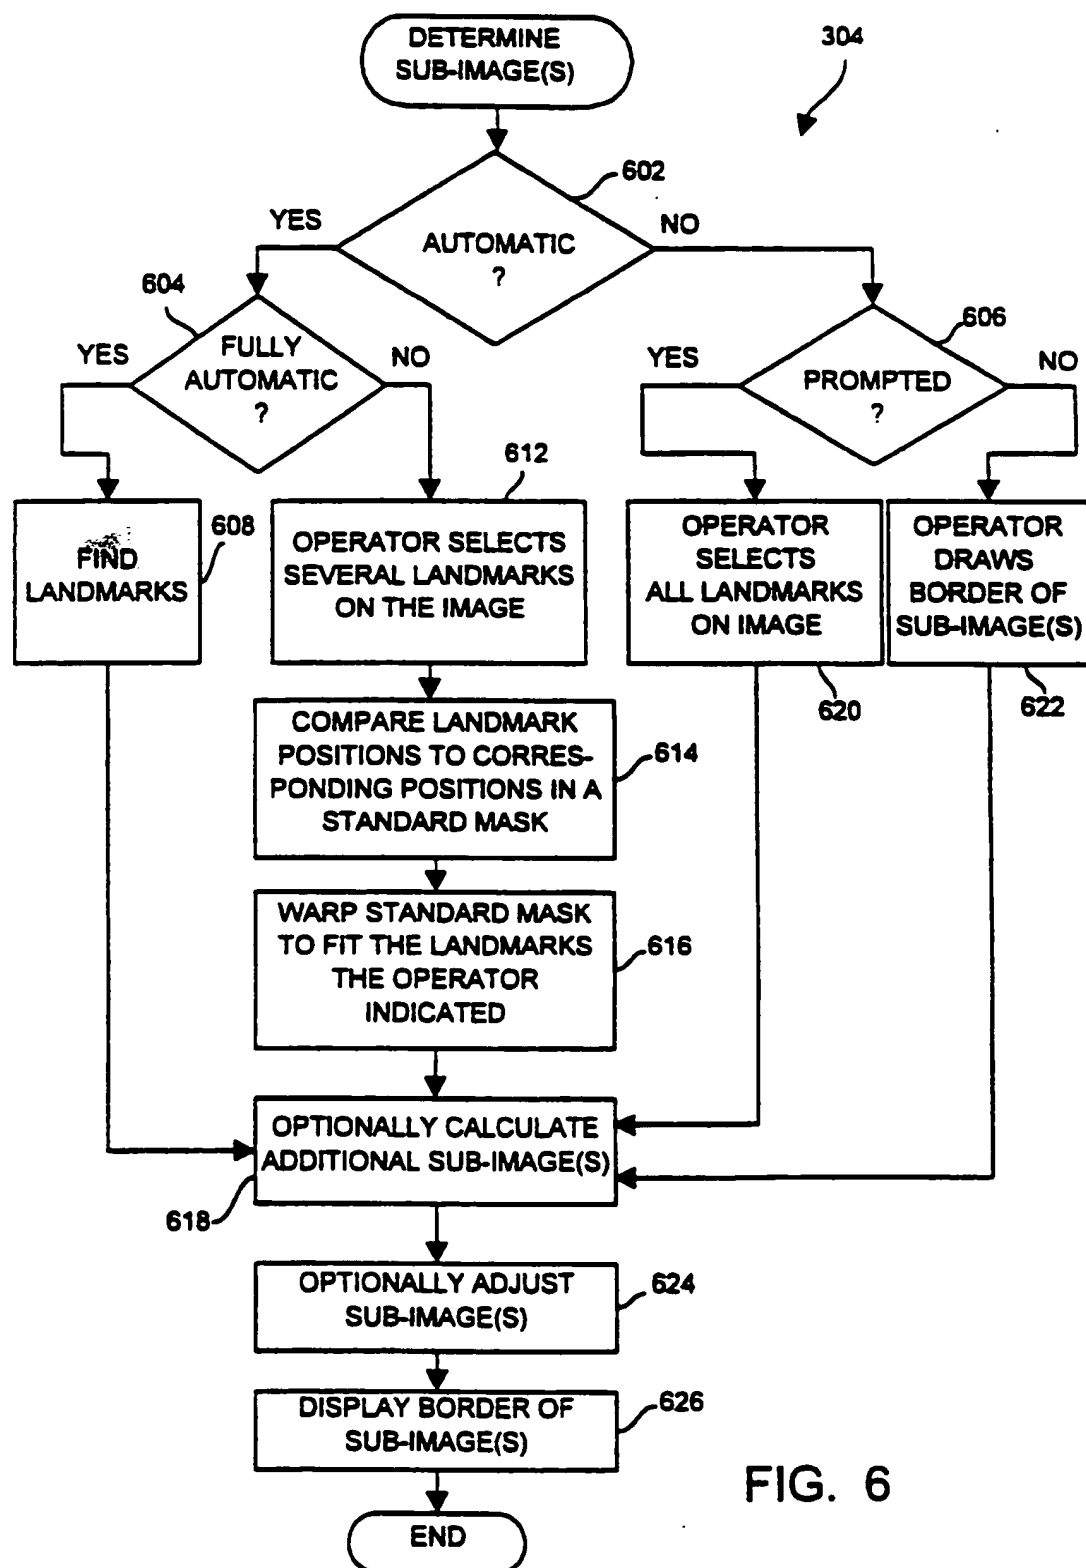 DETERMINE
SUB-IMAGE(S)
304
602
YES
NO
AUTOMATIC
?
604
606
YES
FULLY
AUTOMATIC
?
NO
YES
PROMPTED
?
NO
612
608
FIND
LANDMARKS
OPERATOR SELECTS
SEVERAL LANDMARKS
ON THE IMAGE
OPERATOR
SELECTS
ALL LANDMARKS
ON IMAGE
OPERATOR
DRAWS
BORDER OF
SUB-IMAGE(S)
620
622
COMPARE LANDMARK
POSITIONS TO CORRES-
PONDING POSITIONS IN A
STANDARD MASK
614
WARP STANDARD MASK
TO FIT THE LANDMARKS
THE OPERATOR
INDICATED
616
OPTIONALLY CALCULATE
ADDITIONAL SUB-IMAGE(S)
618
OPTIONALLY ADJUST
SUB-IMAGE(S)
624
DISPLAY BORDER OF
SUB-IMAGE(S)
626
END
FIG. 6